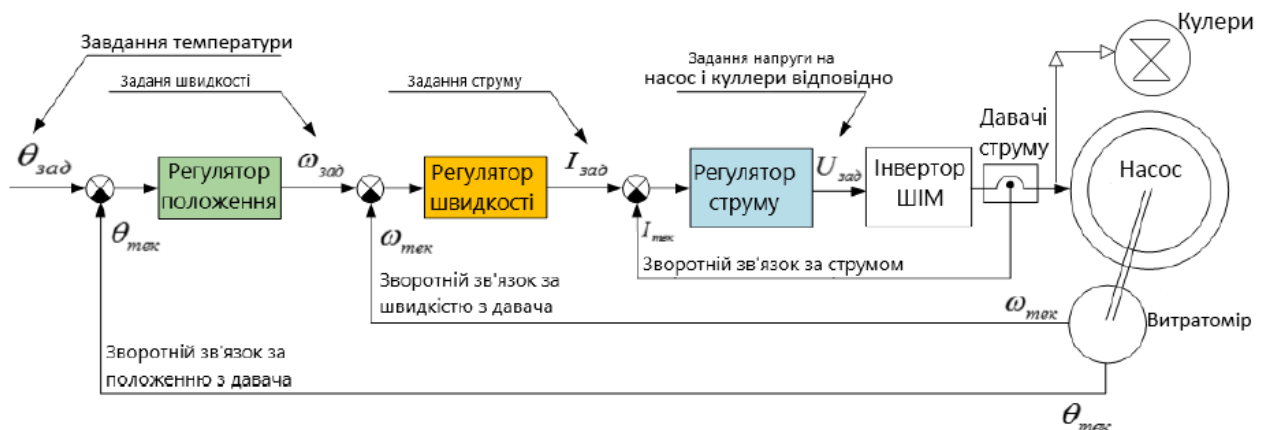 Завдання температури
Заданя швидкості
Задання струму
Задання напруги на
насос і куллери відповідно
Кулери
Давачі
струму
Насос
θзад
Регулятор
положення
ωзад
Регулятор
швидкості
Iзад
Регулятор
струму
Uзад
Інвертор
ШІМ
θтек
ωтек
Iтек
Зворотній зв'язок за струмом
Зворотній зв'язок за
швидкістю з давача
ωтек
Витратомір
Зворотній зв'язок за
положенню з давача
θтек